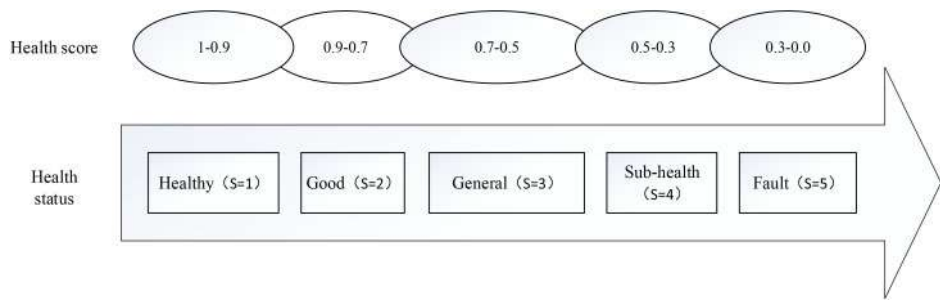 Health score
1-0.9
0.9-0.7
0.7-0.5
0.5-0.3
0.3-0.0
Health
status
Healthy（S=1）
Good（S=2）
General（S=3）
Sub-health
（S=4）
Fault（S=5）